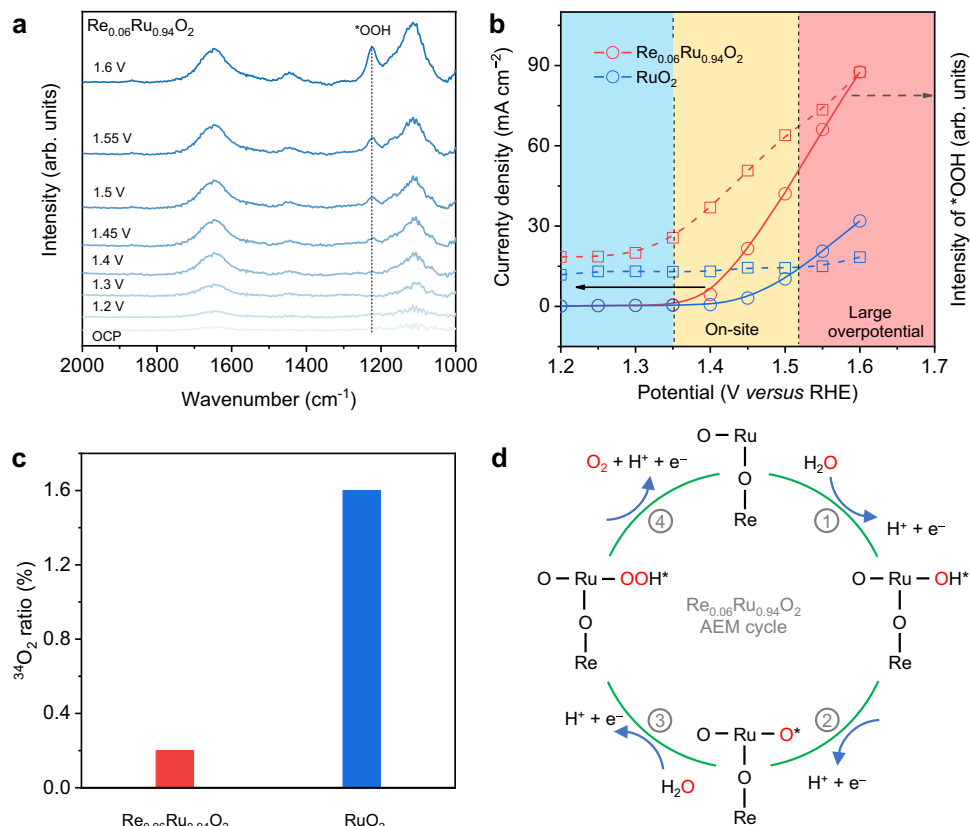 a
Re0.06Ru0.94O2
*OOH
1.6 V
1.55 V
1.5 V
1.45 V
1.4 V
1.3 V
1.2 V
OCP
Intensity (arb. units)
2000 1800 1600 1400 1200 1000
Wavenumber (cm⁻¹)
b
Re0.06Ru0.94O2
RuO2
90
60
30
0
Currenty density (mA cm⁻²)
Intensity of *OOH (arb. units)
On-site
Large
overpotential
1.2 1.3 1.4 1.5 1.6 1.7
Potential (V versus RHE)
c
1.6
1.2
0.8
0.4
0.0
³⁴O2 ratio (%)
Re0.06Ru0.94O2
RuO2
d
O Ru
O
Re
O2 + H⁺ + e⁻
H2O
④
①
H⁺ + e⁻
O Ru OOH*
O
Re
Re0.06Ru0.94O2
AEM cycle
O Ru OH*
O
Re
H⁺ + e⁻
③
②
O Ru O*
O
Re
H2O
H⁺ + e⁻